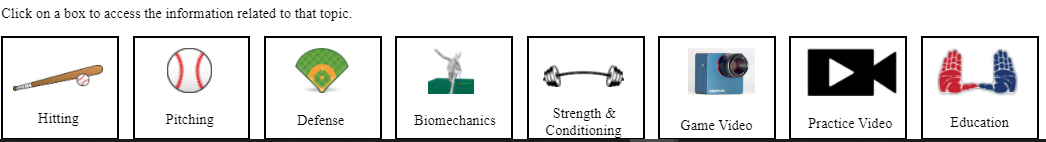 Click on a box to access the information related to that topic.
Hitting
Pitching
Defense
Biomechanics
Strength &
Conditioning
Game Video
Practice Video
Education